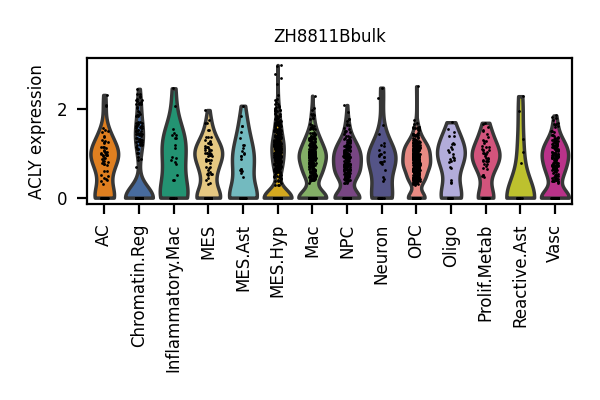 ZH8811Bbulk
ACLY expression
2
0
AC
Chromatin.Reg
Inflammatory.Mac
MES
MES.Ast
MES.Hyp
Mac
NPC
Neuron
OPC
Oligo
Prolif.Metab
Reactive.Ast
Vasc